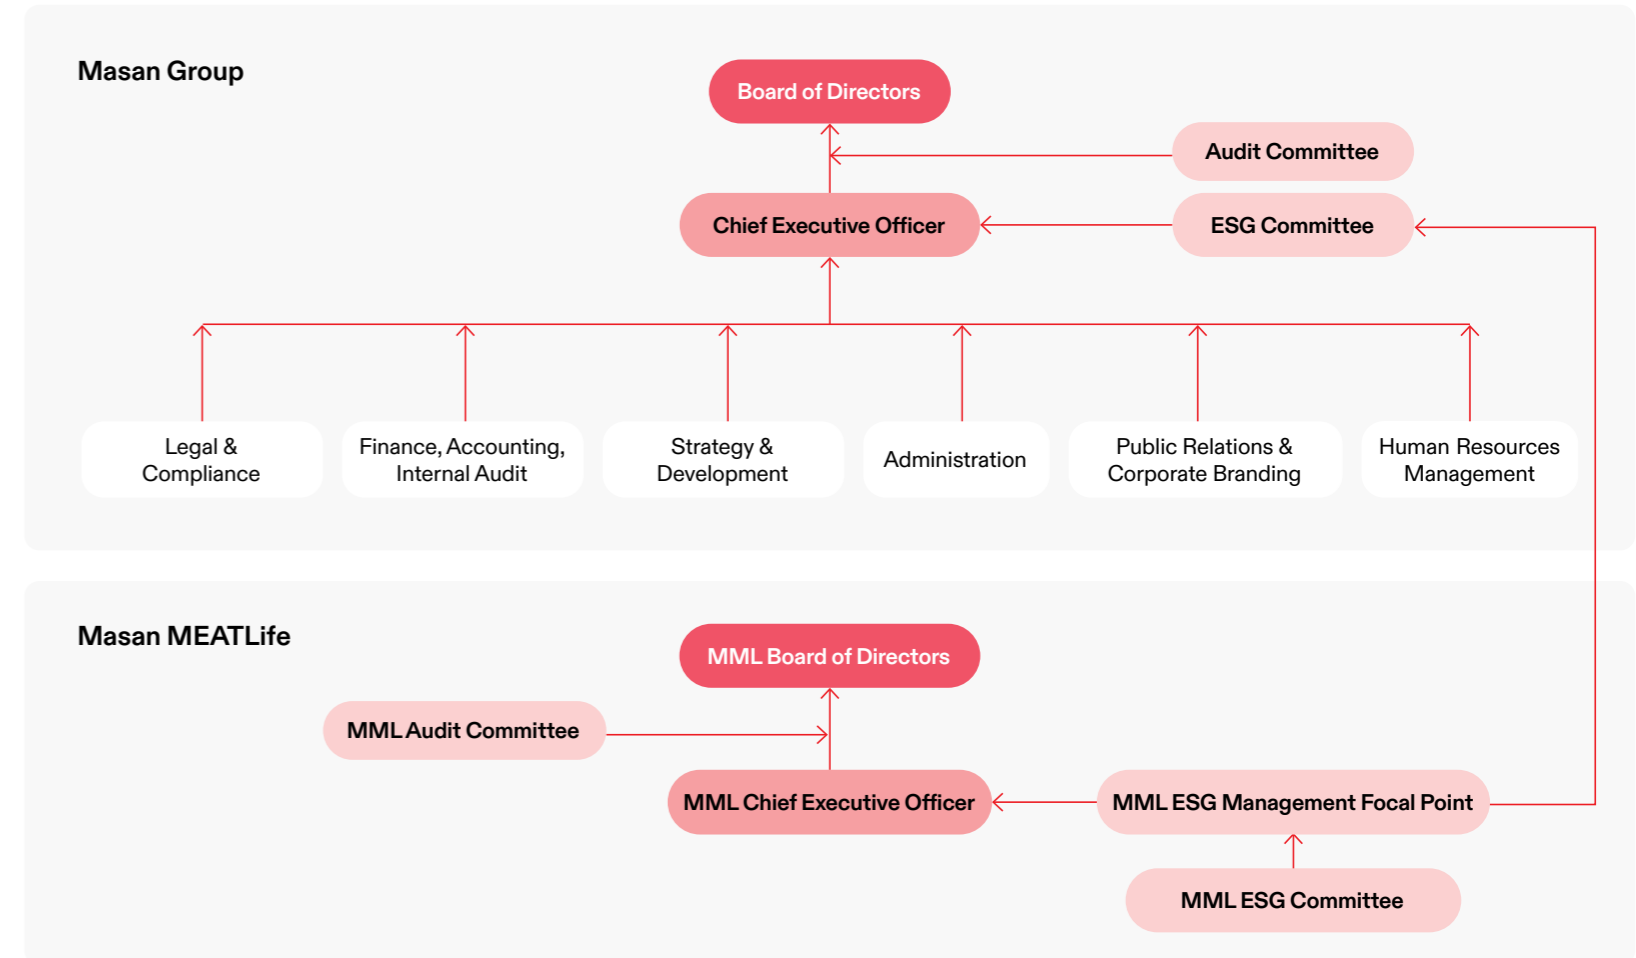 Masan Group
Board of Directors
Audit Committee
Chief Executive Officer
ESG Committee
Legal &
Compliance
Finance, Accounting,
Internal Audit
Strategy &
Development
Administration
Public Relations &
Corporate Branding
Human Resources
Management
Masan MEATLife
MML Board of Directors
MML Audit Committee
MML Chief Executive Officer
MML ESG Management Focal Point
MML ESG Committee